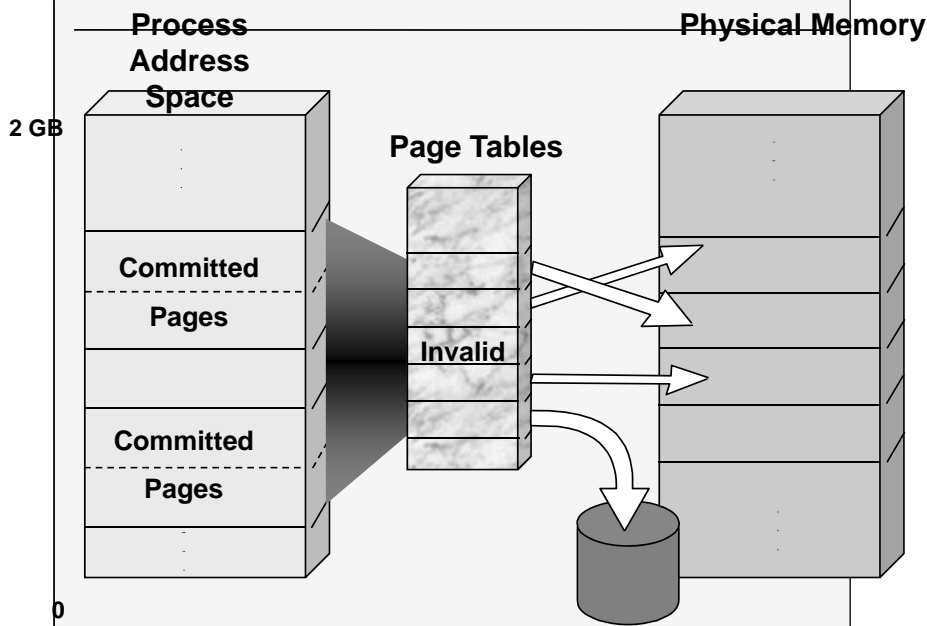 Process
Address
Space
Physical Memory
2 GB
Page Tables
Committed
Pages
Invalid
Committed
Pages
0